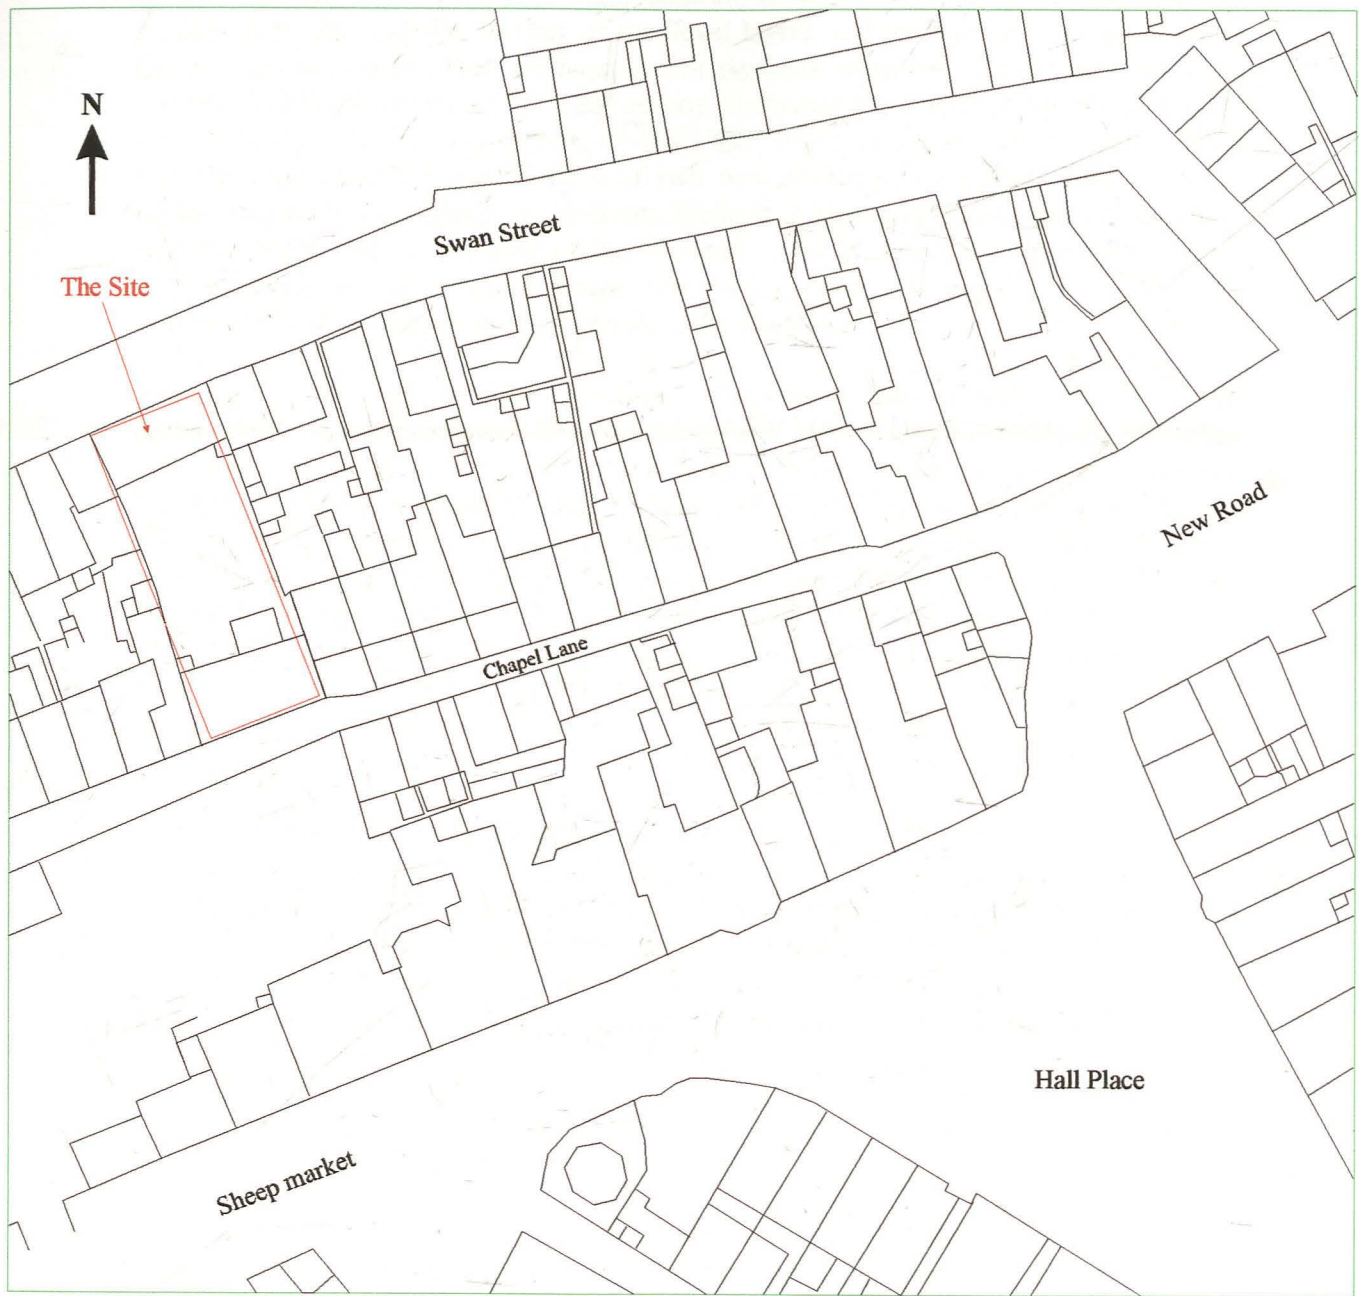 N
Swan Street
The Site
New Road
Chapel Lane
Hall Place
Sheep market